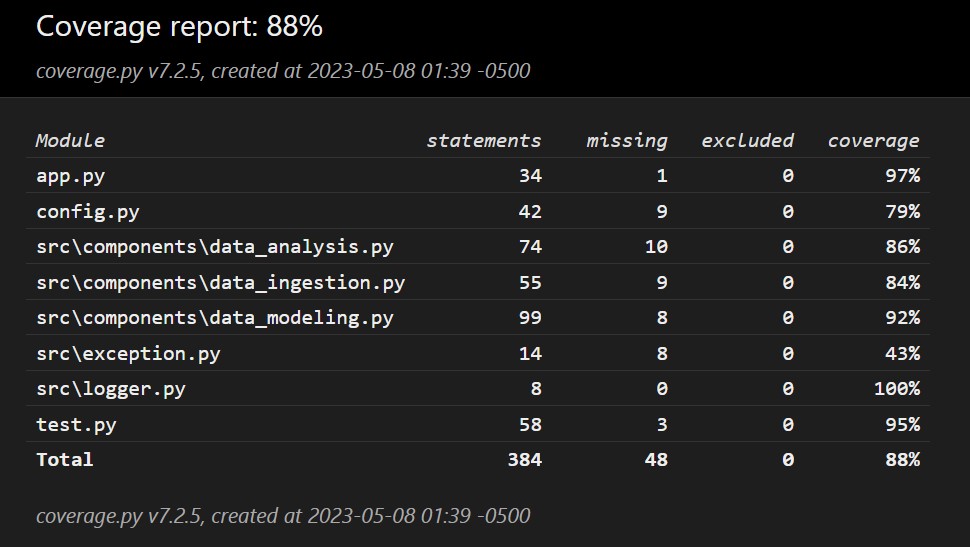 Coverage report: 88%
coverage.py v7.2.5, created at 2023-05-08 01:39 -0500
Module statements missing excluded coverage
app.py 34 1 0 97%
config.py 42 9 0 79%
src\components\data_analysis.py 74 10 0 86%
src\components\data_ingestion.py 55 9 0 84%
src\components\data_modeling.py 99 8 0 92%
src\exception.py 14 8 0 43%
src\logger.py 8 0 0 100%
test.py 58 3 0 95%
Total 384 48 0 88%
coverage.py v7.2.5, created at 2023-05-08 01:39 -0500